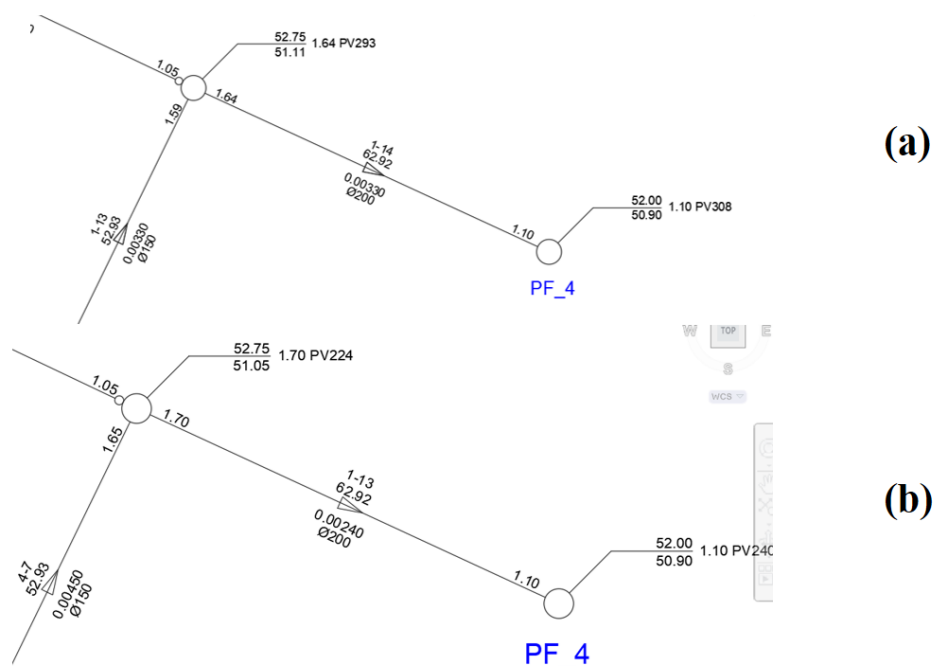 52.75
51.11
1.64 PV293
1.05
1.64
1.59
1-14
62.92
0.00330
Ø200
(a)
1-13
52.93
0.00330
Ø150
52.00
50.90
1.10 PV308
1.10
PF_4
52.75
51.05
1.70 PV224
W
TOP
E
S
WCS
1.05
1.70
1.65
1-13
62.92
0.00240
Ø200
(b)
4-7
52.93
0.00450
Ø150
52.00
50.90
1.10 PV240
1.10
PF_4